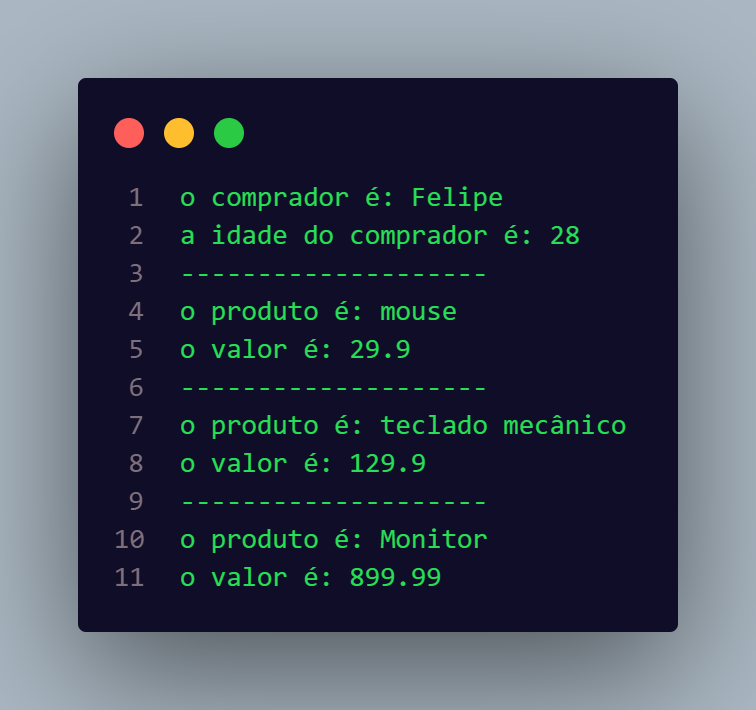 1 o comprador é: Felipe
2 a idade do comprador é: 28
3 --------------------
4 o produto é: mouse
5 o valor é: 29.9
6 --------------------
7 o produto é: teclado mecânico
8 o valor é: 129.9
9 --------------------
10 o produto é: Monitor
11 o valor é: 899.99